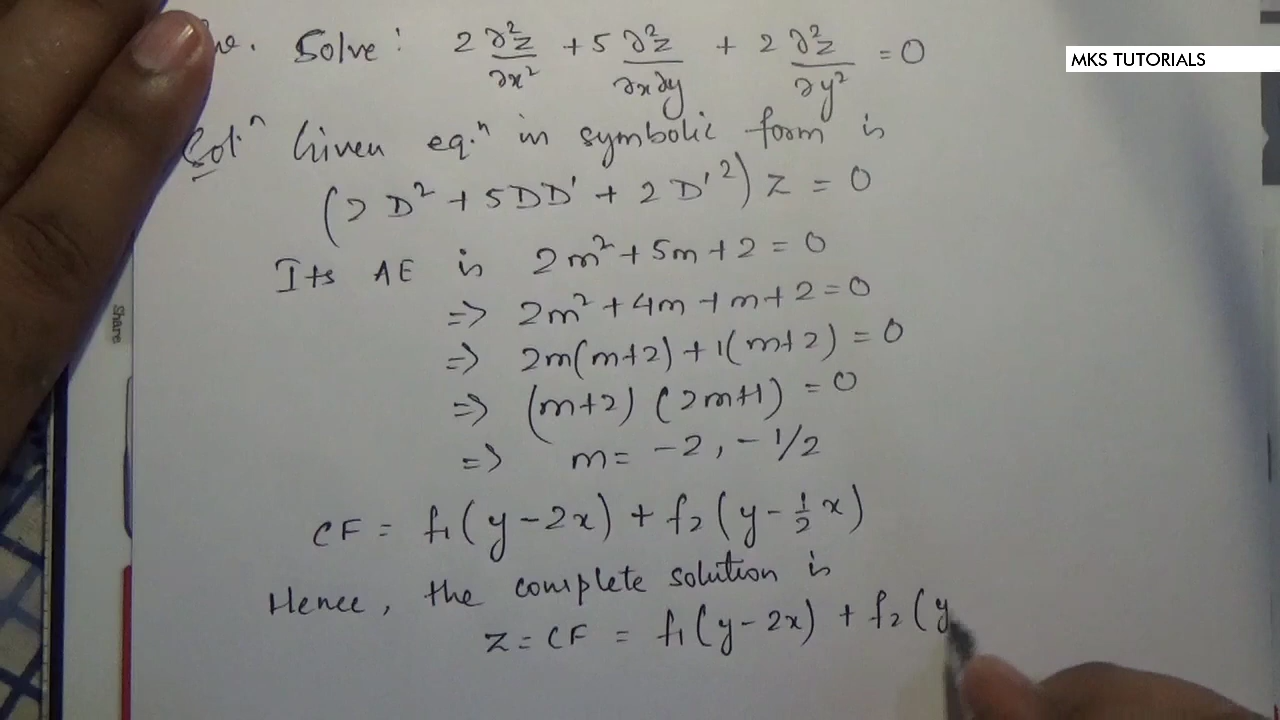 Solve: 2 ∂²z/∂x² + 5 ∂²z/∂x∂y + 2 ∂²z/∂y² = 0
MKS TUTORIALS
Solⁿ Given eq.ⁿ in symbolic form is
(2D² + 5DD' + 2D'²) z = 0
Its AE is 2m² + 5m + 2 = 0
=> 2m² + 4m + m + 2 = 0
=> 2m(m+2) + 1(m+2) = 0
=> (m+2) (2m+1) = 0
=> m = -2, -1/2
CF = f₁(y-2x) + f₂(y-½x)
Hence, the complete solution is
z = CF = f₁(y-2x) + f₂(y
Share